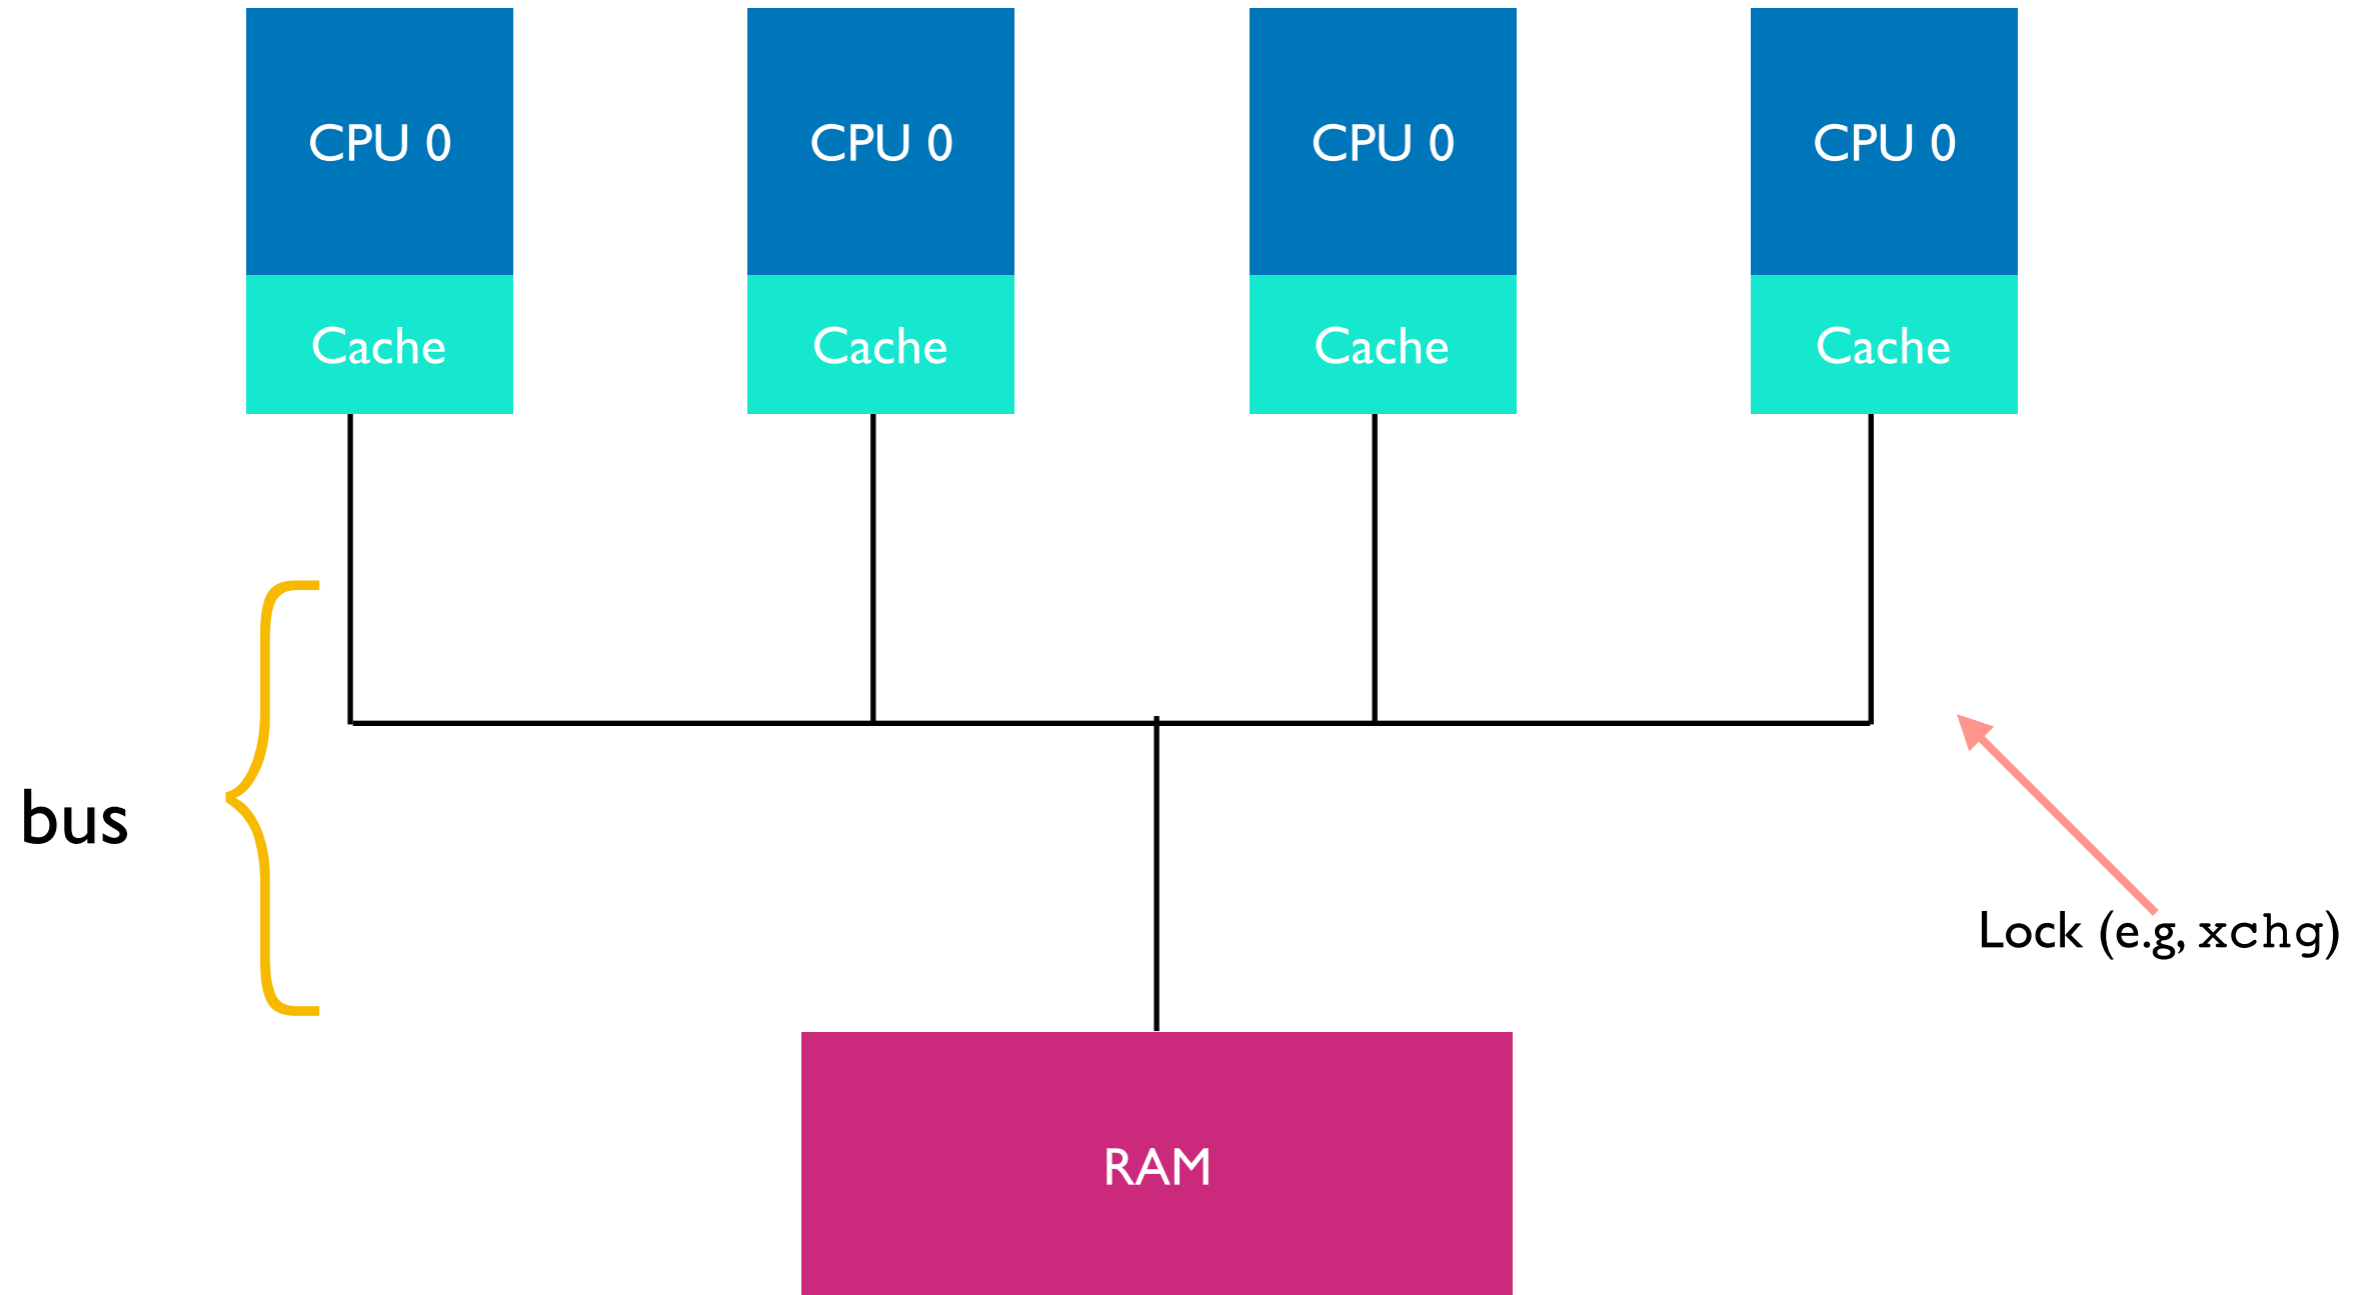 CPU 0
CPU 0
CPU 0
CPU 0
Cache
Cache
Cache
Cache
bus
Lock (e.g, xchg)
RAM